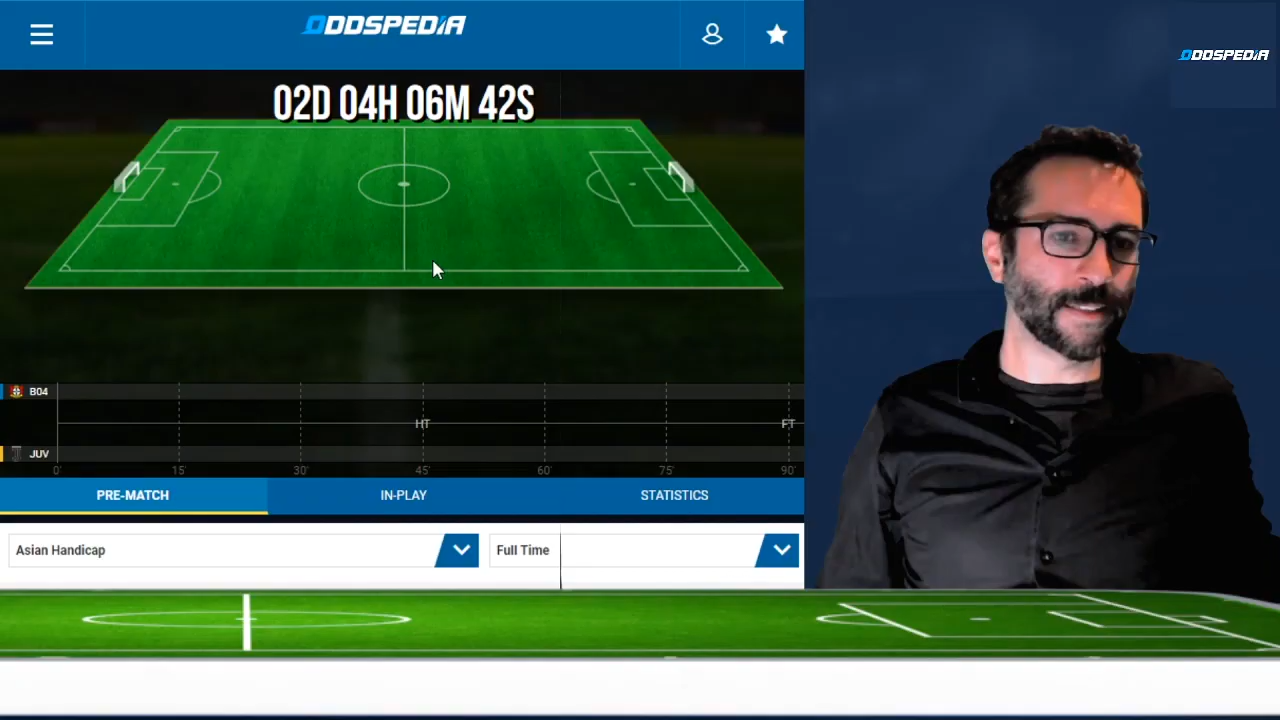 ODDSPEDIA
ODDSPEDIA
02D 04H 06M 42S
B04
HT
FT
JUV
0' 15' 30' 45' 60' 75' 90'
PRE-MATCH IN-PLAY STATISTICS
Asian Handicap Full Time